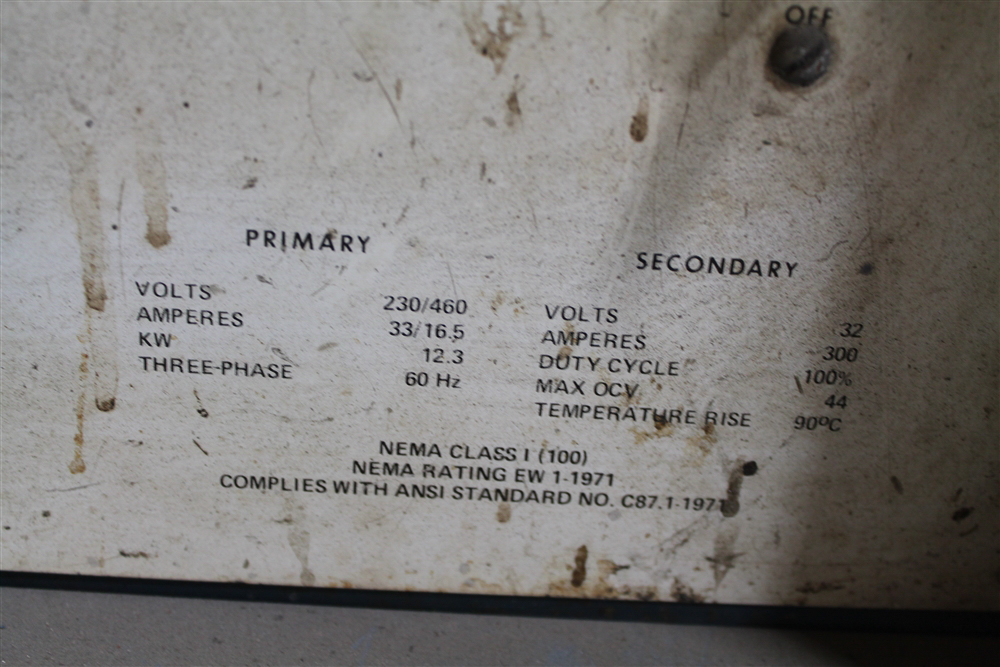 OFF
PRIMARY
VOLTS 230/460
AMPERES 33/16.5
KW 12.3
THREE-PHASE 60 Hz
SECONDARY
VOLTS 32
AMPERES 300
DUTY CYCLE 100%
MAX OCV 44
TEMPERATURE RISE 90ºC
NEMA CLASS I (100)
NEMA RATING EW 1-1971
COMPLIES WITH ANSI STANDARD NO. C87.1-1971